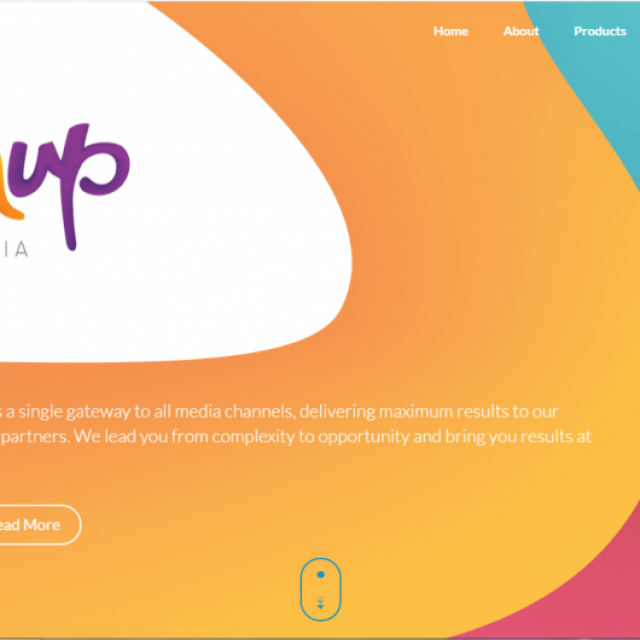 Home About Products
up
IA
s a single gateway to all media channels, delivering maximum results to our
partners. We lead you from complexity to opportunity and bring you results at
ead More